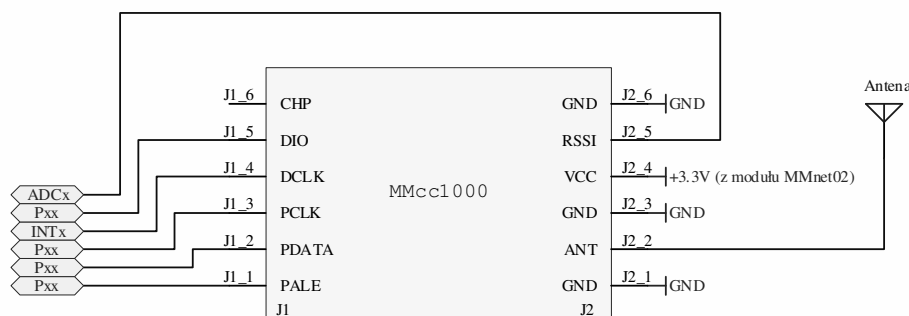 Antena
J1_6 CHP GND J2_6 GND
J1_5 DIO RSSI J2_5
J1_4 DCLK VCC J2_4 +3.3V (z modułu MMnet02)
MMcc1000
ADCx
Pxx J1_3 PCLK GND J2_3 GND
INTx
Pxx J1_2 PDATA ANT J2_2
Pxx
Pxx J1_1 PALE GND J2_1 GND
J1 J2